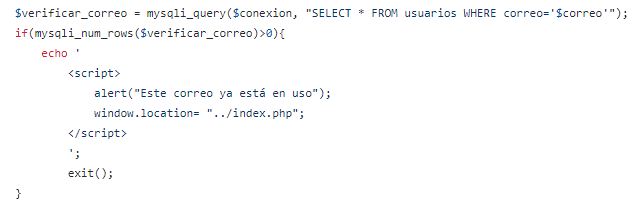 $verificar_correo = mysqli_query($conexion, "SELECT * FROM usuarios WHERE correo='$correo'");
if(mysqli_num_rows($verificar_correo)>0){
    echo '
        <script>
            alert("Este correo ya está en uso");
            window.location= "../index.php";
        </script>
        ';
        exit();
}